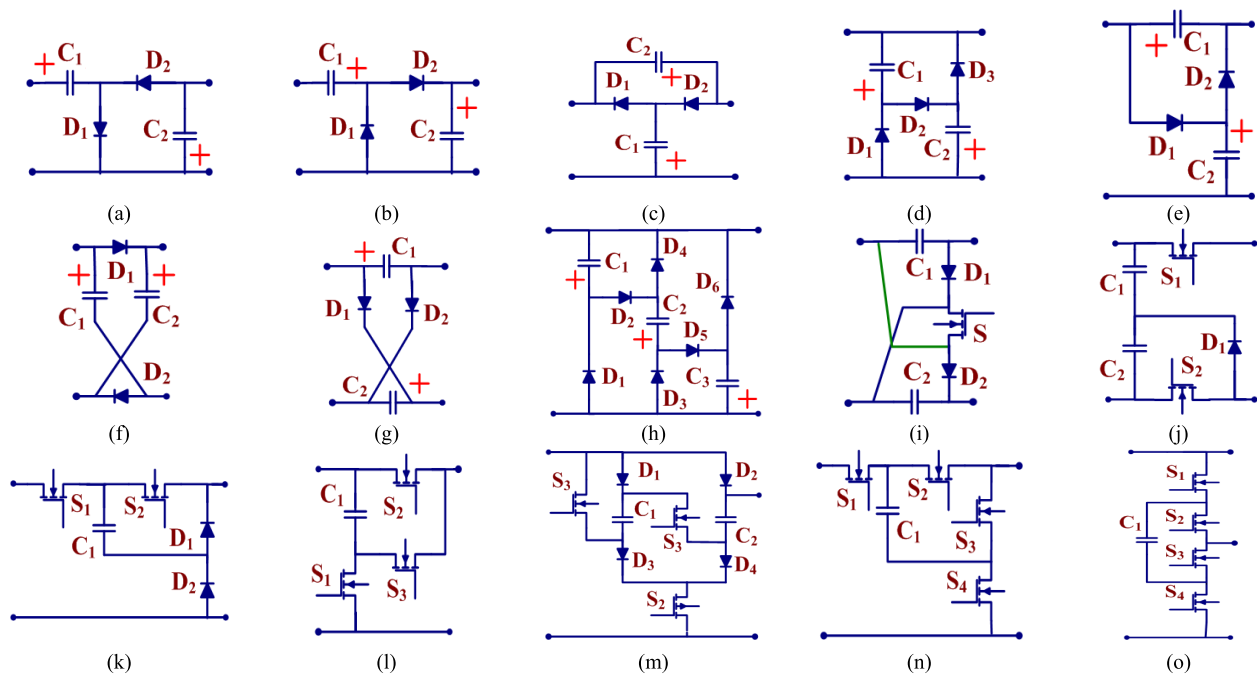 + C1 D2 D1 C2 +
(a)
C1 + D2 + D1 C2
(b)
C2 + D1 D2 C1 +
(c)
C1 D3 + D2 D1 C2 +
(d)
+ C1 D2 + D1 C2
(e)
+ D1 + C1 C2 D2
(f)
+ C1 D1 D2 C2 +
(g)
C1 D4 + D6 D2 C2 + D5 D1 D3 C3 +
(h)
C1 D1 S C2 D2
(i)
S1 C1 D1 C2 S2
(j)
S1 S2 C1 D1 D2
(k)
C1 S2 S1 S3
(l)
D1 D2 S3 C1 S3 C2 D3 D4 S2
(m)
S1 S2 C1 S3 S4
(n)
S1 C1 S2 S3 S4
(o)